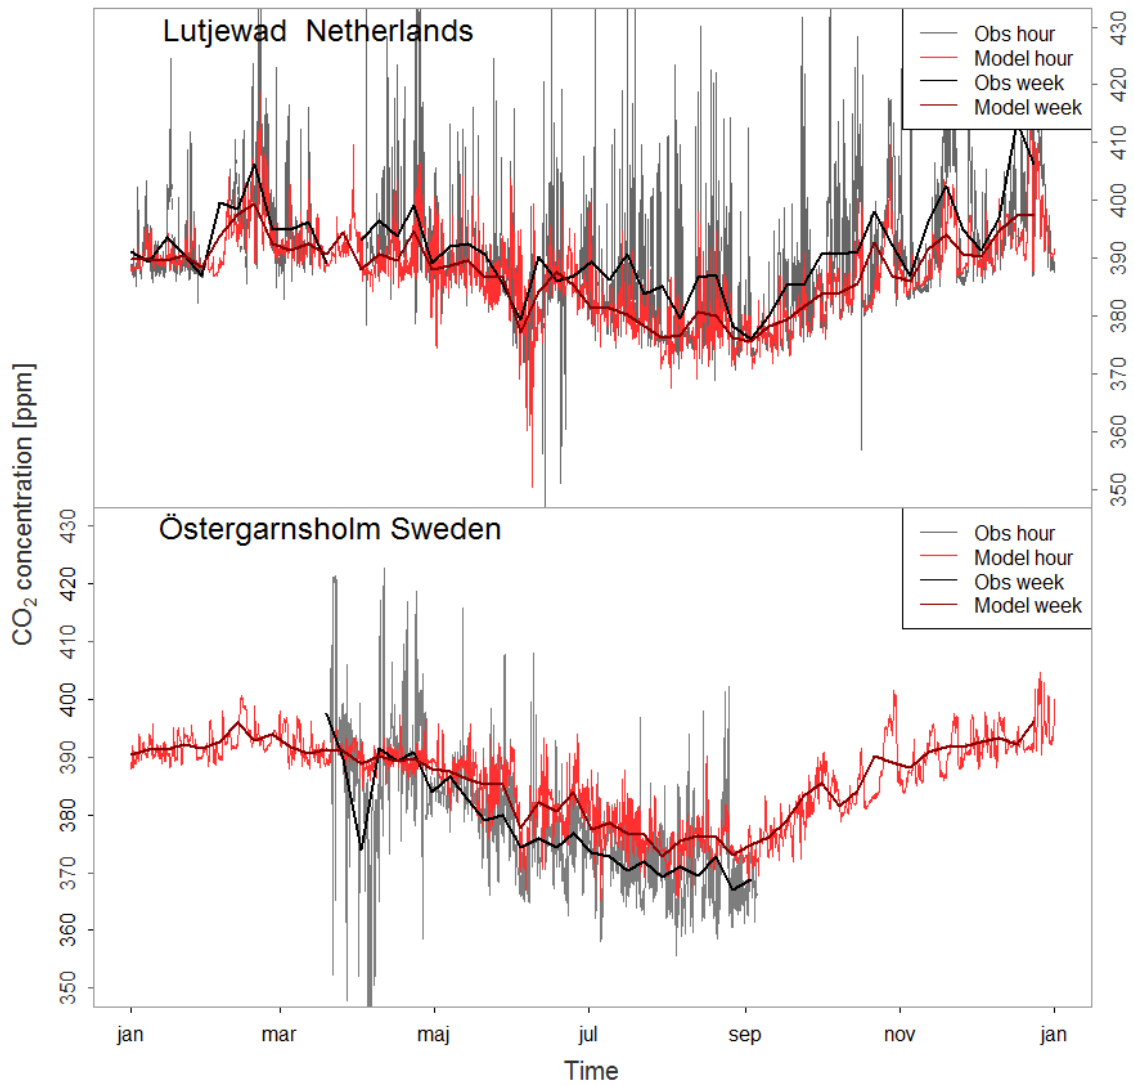 Lutjewad  Netherlands
Obs hour
Model hour
Obs week
Model week
430
420
410
400
390
380
370
360
350
CO₂ concentration [ppm]
Östergarnsholm Sweden
Obs hour
Model hour
Obs week
Model week
430
420
410
400
390
380
370
360
350
jan
mar
maj
jul
sep
nov
jan
Time